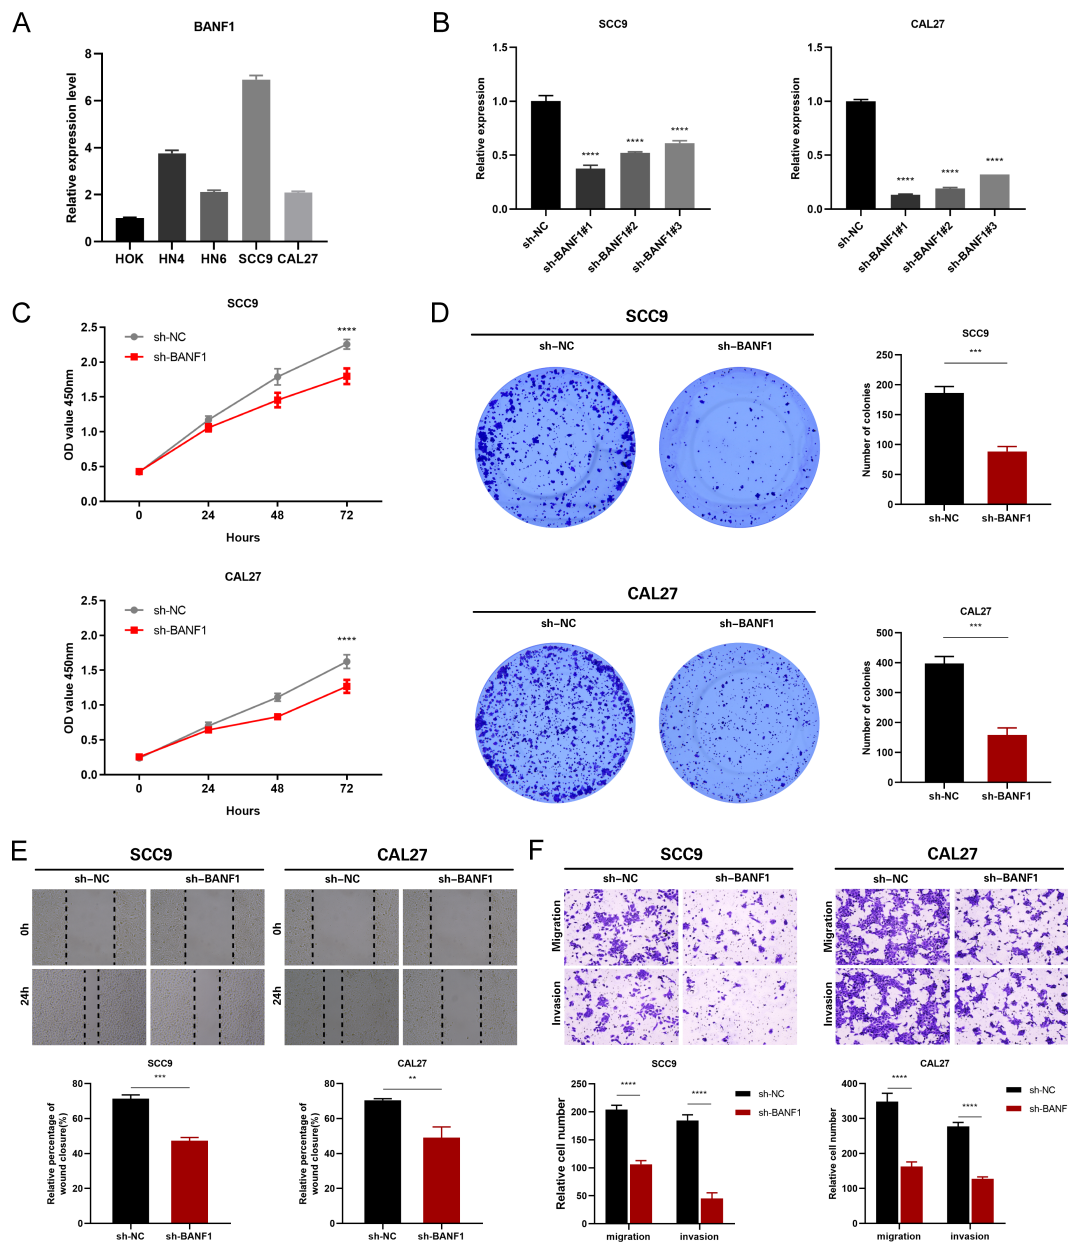 A
BANF1
Relative expression level
8
6
4
2
0
HOK HN4 HN6 SCC9 CAL27
B
SCC9
Relative expression
1.5
1.0
0.5
0.0
**** **** ****
sh-NC
sh-BANF1#1
sh-BANF1#2
sh-BANF1#3
CAL27
Relative expression
1.5
1.0
0.5
0.0
**** **** ****
sh-NC
sh-BANF1#1
sh-BANF1#2
sh-BANF1#3
C
SCC9
OD value 450nm
2.5
2.0
1.5
1.0
0.5
0.0
sh-NC
sh-BANF1
****
0 24 48 72
Hours
CAL27
OD value 450nm
2.5
2.0
1.5
1.0
0.5
0.0
sh-NC
sh-BANF1
****
0 24 48 72
Hours
D
SCC9
sh-NC sh-BANF1
SCC9
Number of colonies
250
200
150
100
50
0
***
sh-NC sh-BANF1
CAL27
sh-NC sh-BANF1
CAL27
Number of colonies
500
400
300
200
100
0
***
sh-NC sh-BANF1
E
SCC9 CAL27
sh-NC sh-BANF1 sh-NC sh-BANF1
0h 0h
24h 24h
SCC9
Relative percentage of
wound closure(%)
80
60
40
20
0
***
sh-NC sh-BANF1
CAL27
Relative percentage of
wound closure(%)
80
60
40
20
0
**
sh-NC sh-BANF1
F
SCC9 CAL27
sh-NC sh-BANF1 sh-NC sh-BANF1
Migration Migration
Invasion Invasion
SCC9
Relative cell number
250
200
150
100
50
0
**** ****
sh-NC
sh-BANF1
migration invasion
CAL27
Relative cell number
400
300
200
100
0
**** ****
sh-NC
sh-BANF
migration invasion